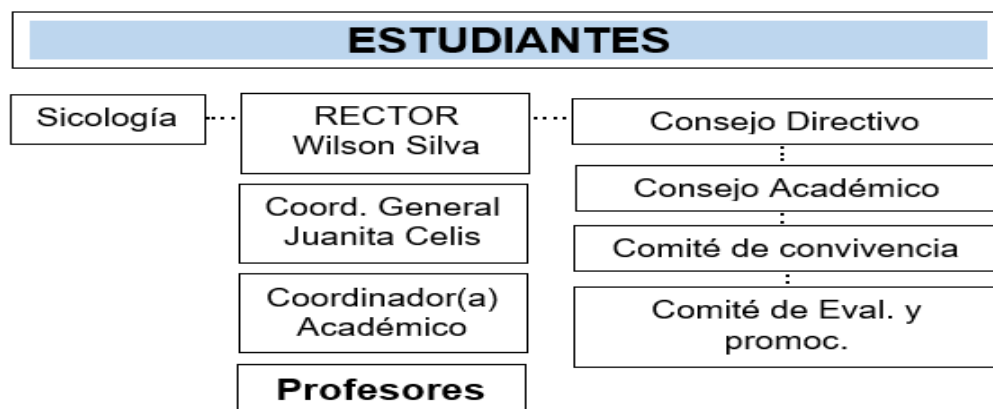 ESTUDIANTES
Sicología
RECTOR
Wilson Silva
Coord. General
Juanita Celis
Coordinador(a)
Académico
Profesores
Consejo Directivo
Consejo Académico
Comité de convivencia
Comité de Eval. y
promoc.